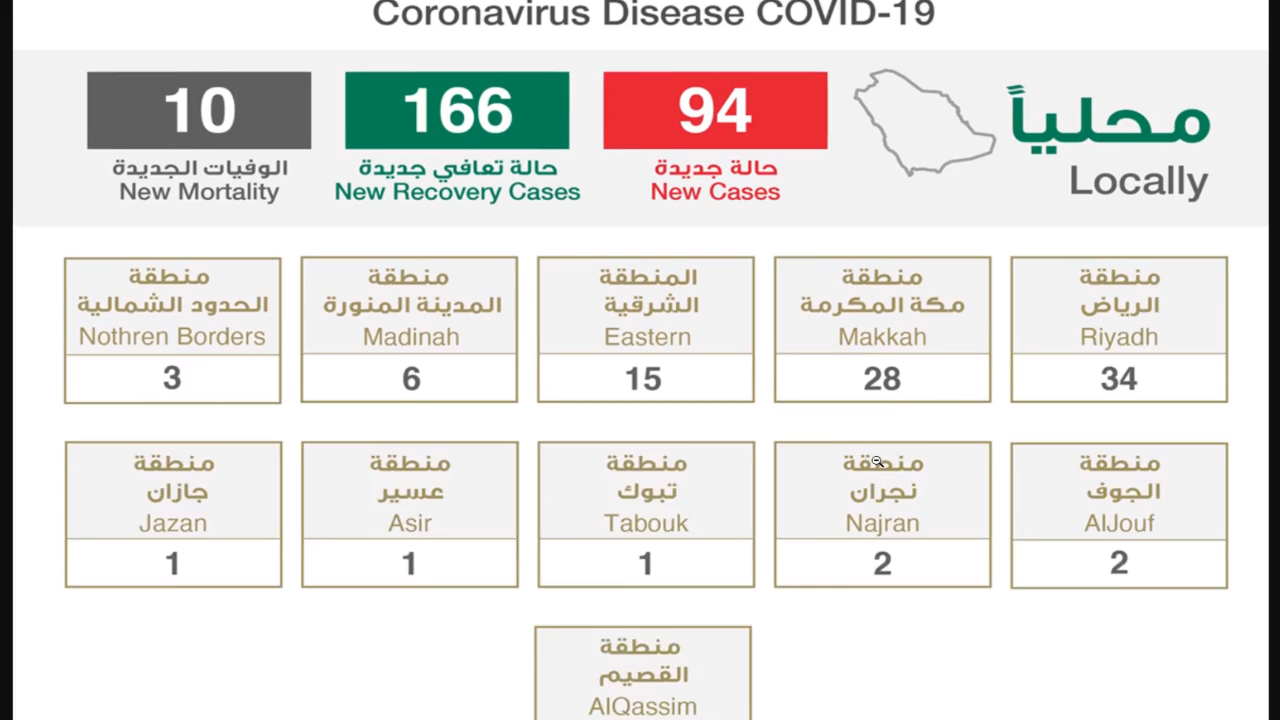 Coronavirus Disease COVID-19
محلياً
Locally
94
حالة جديدة
New Cases
166
حالة تعافي جديدة
New Recovery Cases
10
الوفيات الجديدة
New Mortality
منطقة
الرياض
Riyadh
34
منطقة
مكة المكرمة
Makkah
28
المنطقة
الشرقية
Eastern
15
منطقة
المدينة المنورة
Madinah
6
منطقة
الحدود الشمالية
Nothren Borders
3
منطقة
الجوف
AlJouf
2
منطقة
نجران
Najran
2
منطقة
تبوك
Tabouk
1
منطقة
عسير
Asir
1
منطقة
جازان
Jazan
1
منطقة
القصيم
AlQassim